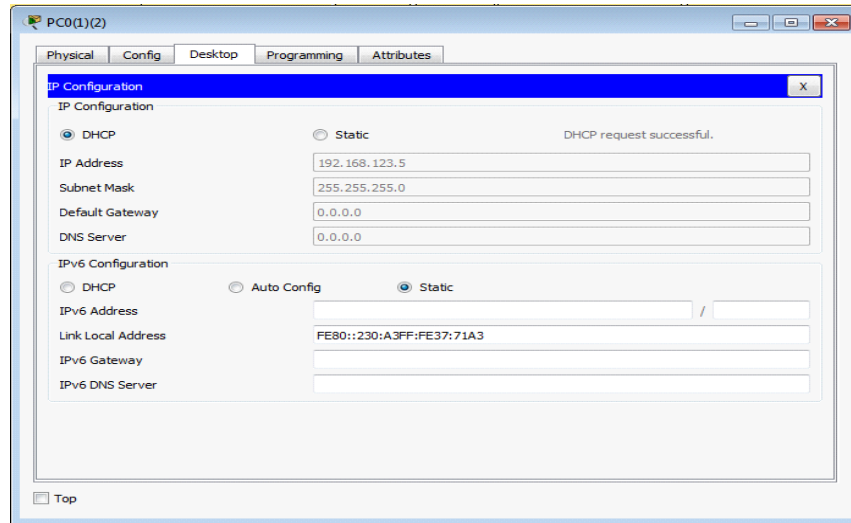 PC0(1)(2)
Physical Config Desktop Programming Attributes
IP Configuration X
IP Configuration
DHCP Static DHCP request successful.
IP Address 192.168.123.5
Subnet Mask 255.255.255.0
Default Gateway 0.0.0.0
DNS Server 0.0.0.0
IPv6 Configuration
DHCP Auto Config Static
IPv6 Address /
Link Local Address FE80::230:A3FF:FE37:71A3
IPv6 Gateway
IPv6 DNS Server
Top